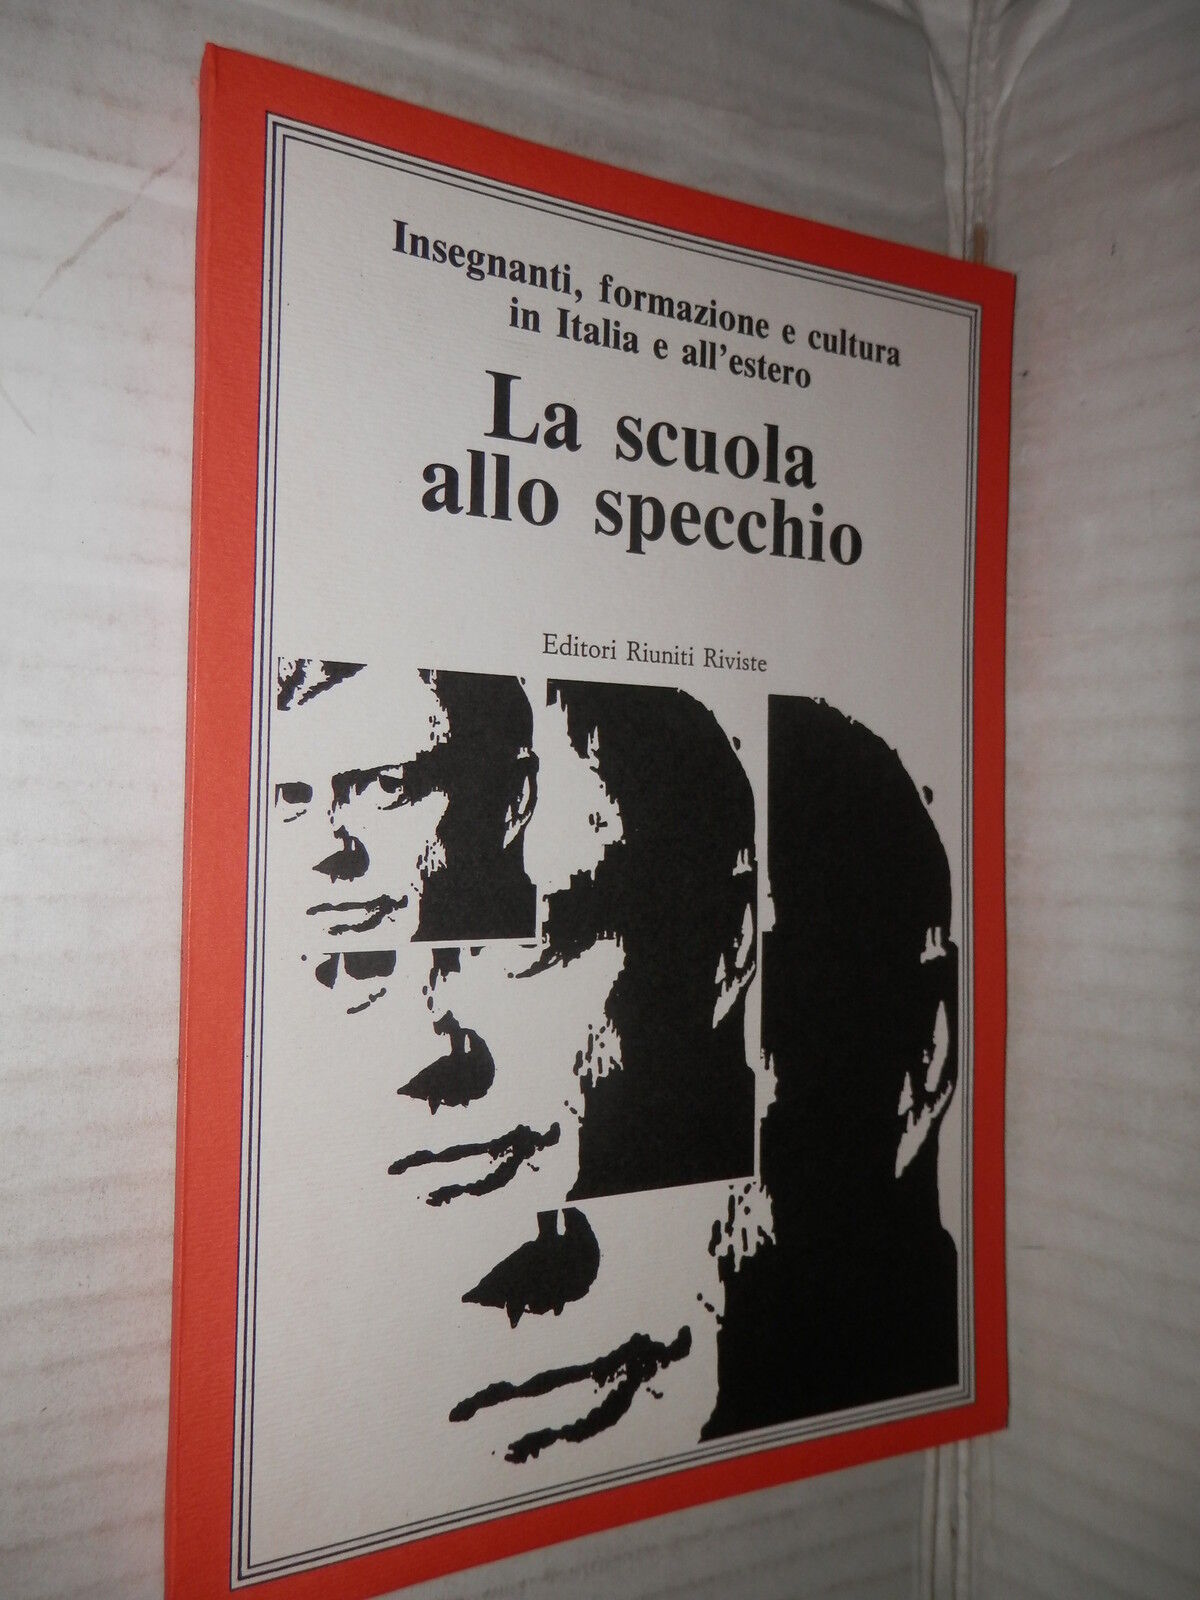 Insegnanti, formazione e cultura
in Italia e all'estero
La scuola
allo specchio
Editori Riuniti Riviste